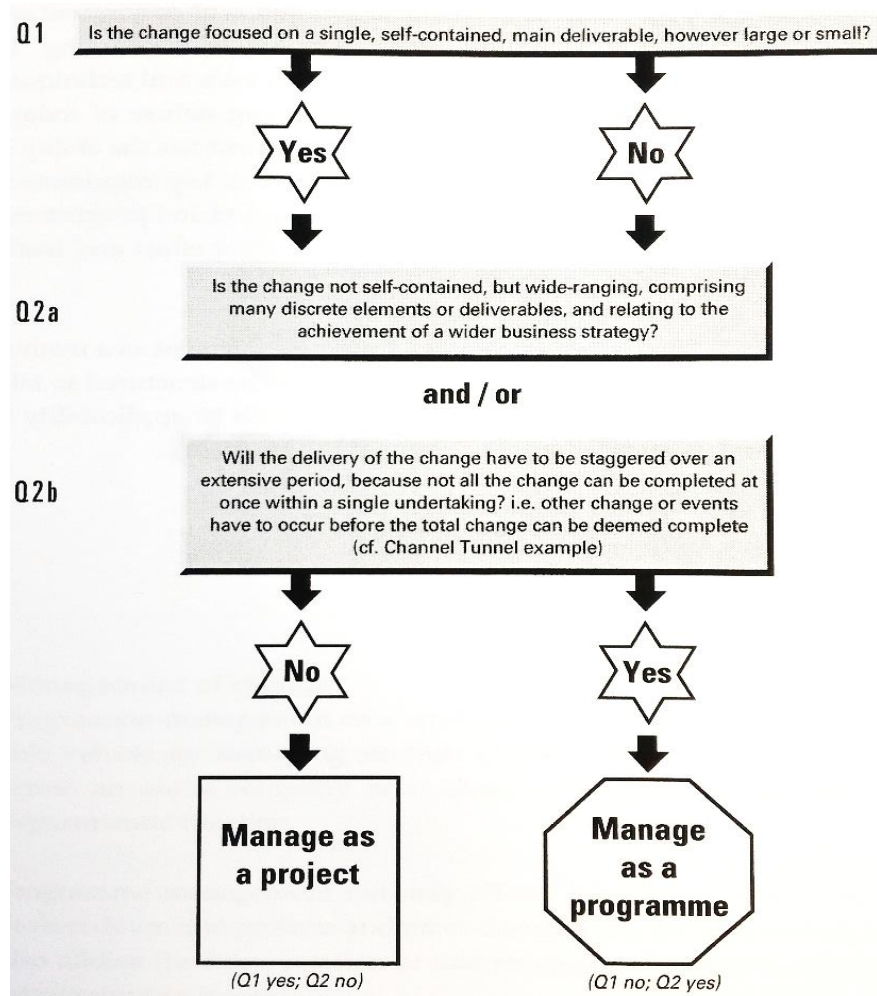 Q1
Is the change focused on a single, self-contained, main deliverable, however large or small?
Yes
No
Q2a
Is the change not self-contained, but wide-ranging, comprising
many discrete elements or deliverables, and relating to the
achievement of a wider business strategy?
and / or
Q2b
Will the delivery of the change have to be staggered over an
extensive period, because not all the change can be completed at
once within a single undertaking? i.e. other change or events
have to occur before the total change can be deemed complete
(cf. Channel Tunnel example)
No
Yes
Manage as
a project
Manage
as a
programme
(Q1 yes; Q2 no)
(Q1 no; Q2 yes)